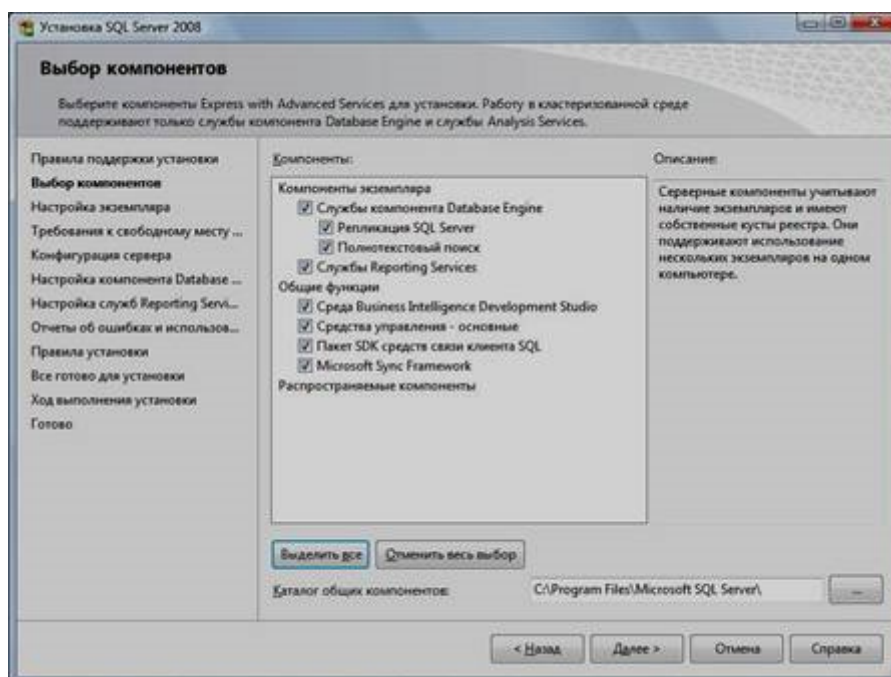 Установка SQL Server 2008
Выбор компонентов
Выберите компоненты Express with Advanced Services для установки. Работу в кластеризованной среде
поддерживают только службы компонента Database Engine и службы Analysis Services.
Правила поддержки установки
Выбор компонентов
Настройка экземпляра
Требования к свободному месту ...
Конфигурация сервера
Настройка компонента Database ...
Настройка служб Reporting Servi...
Отчеты об ошибках и использов...
Правила установки
Все готово для установки
Ход выполнения установки
Готово
Компоненты:
Компоненты экземпляра
Службы компонента Database Engine
Репликация SQL Server
Полнотекстовый поиск
Службы Reporting Services
Общие функции
Среда Business Intelligence Development Studio
Средства управления - основные
Пакет SDK средств связи клиента SQL
Microsoft Sync Framework
Распространяемые компоненты
Описание:
Серверные компоненты учитывают
наличие экземпляров и имеют
собственные кусты реестра. Они
поддерживают использование
нескольких экземпляров на одном
компьютере.
Выделить все
Отменить весь выбор
Каталог общих компонентов:
C:\Program Files\Microsoft SQL Server\
...
< Назад
Далее >
Отмена
Справка